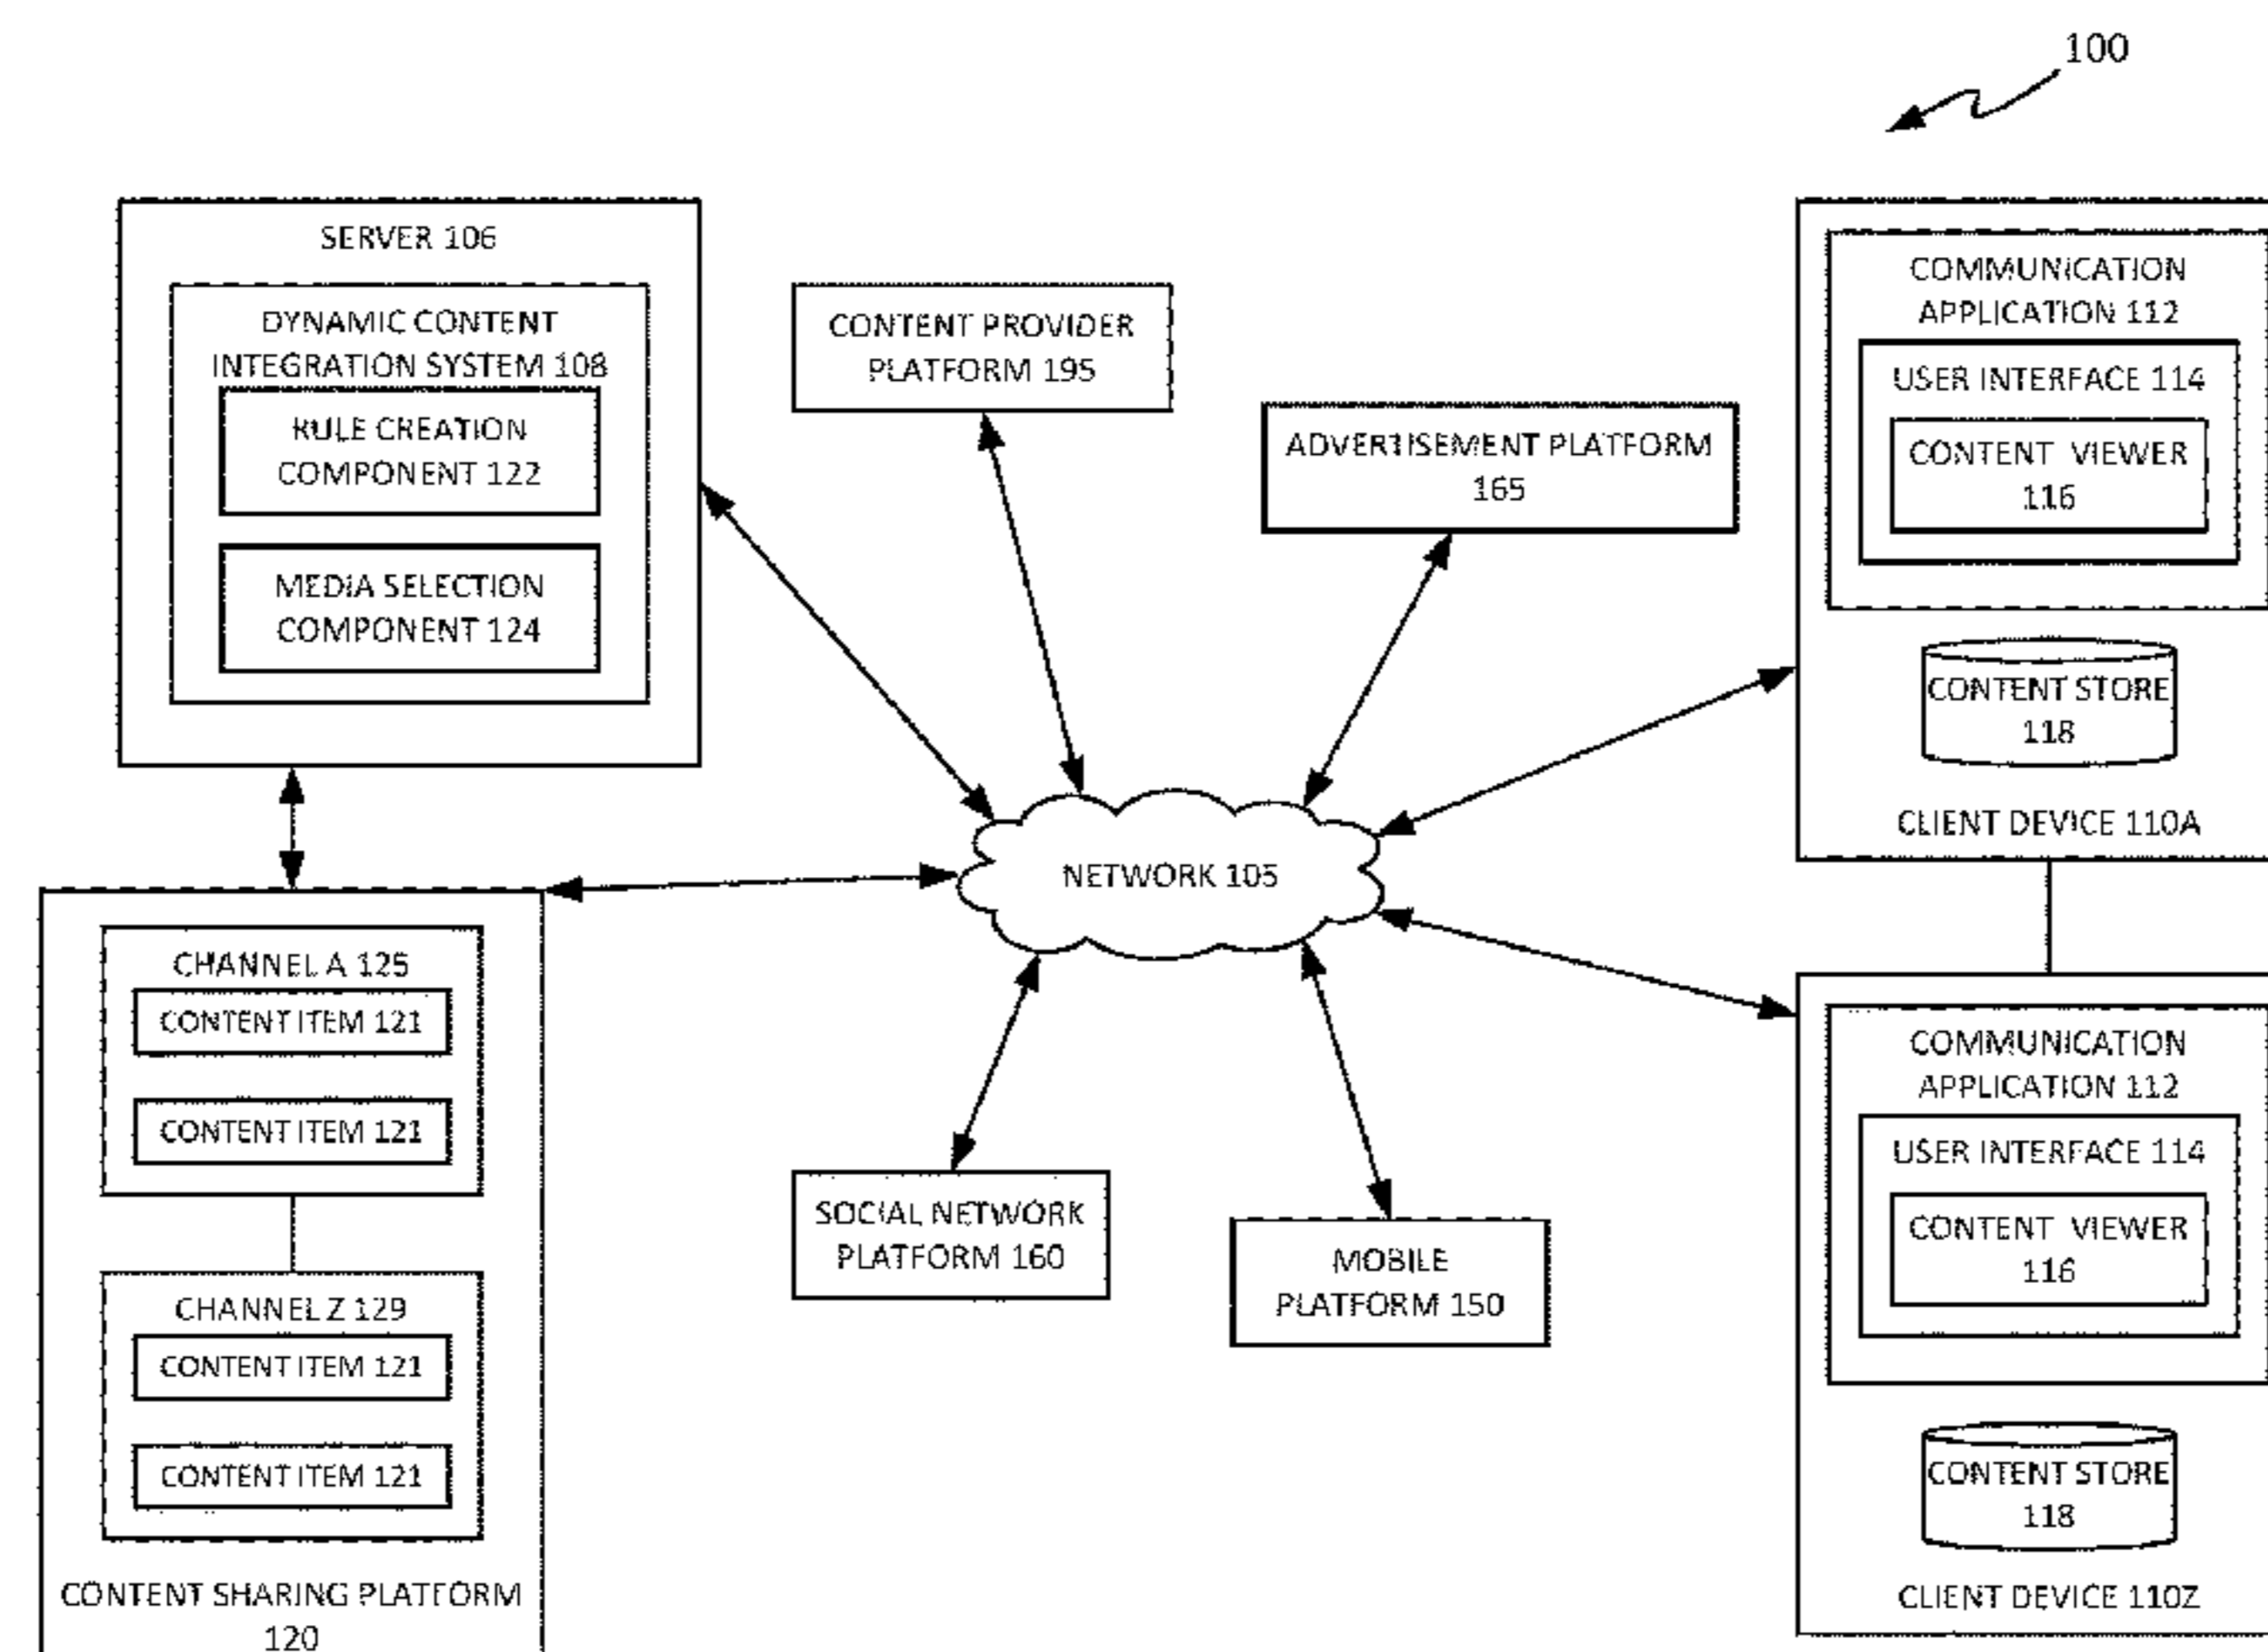 100
SERVER 106
DYNAMIC CONTENT
INTEGRATION SYSTEM 108
RULE CREATION
COMPONENT 122
MEDIA SELECTION
COMPONENT 124
CONTENT PROVIDER
PLATFORM 195
ADVERTISEMENT PLATFORM
165
COMMUNICATION
APPLICATION 112
USER INTERFACE 114
CONTENT VIEWER
116
CONTENT STORE
118
CLIENT DEVICE 110A
NETWORK 105
CHANNEL A 125
CONTENT ITEM 121
CONTENT ITEM 121
CHANNEL Z 129
CONTENT ITEM 121
CONTENT ITEM 121
CONTENT SHARING PLATFORM
120
SOCIAL NETWORK
PLATFORM 160
MOBILE
PLATFORM 150
COMMUNICATION
APPLICATION 112
USER INTERFACE 114
CONTENT VIEWER
116
CONTENT STORE
118
CLIENT DEVICE 110Z